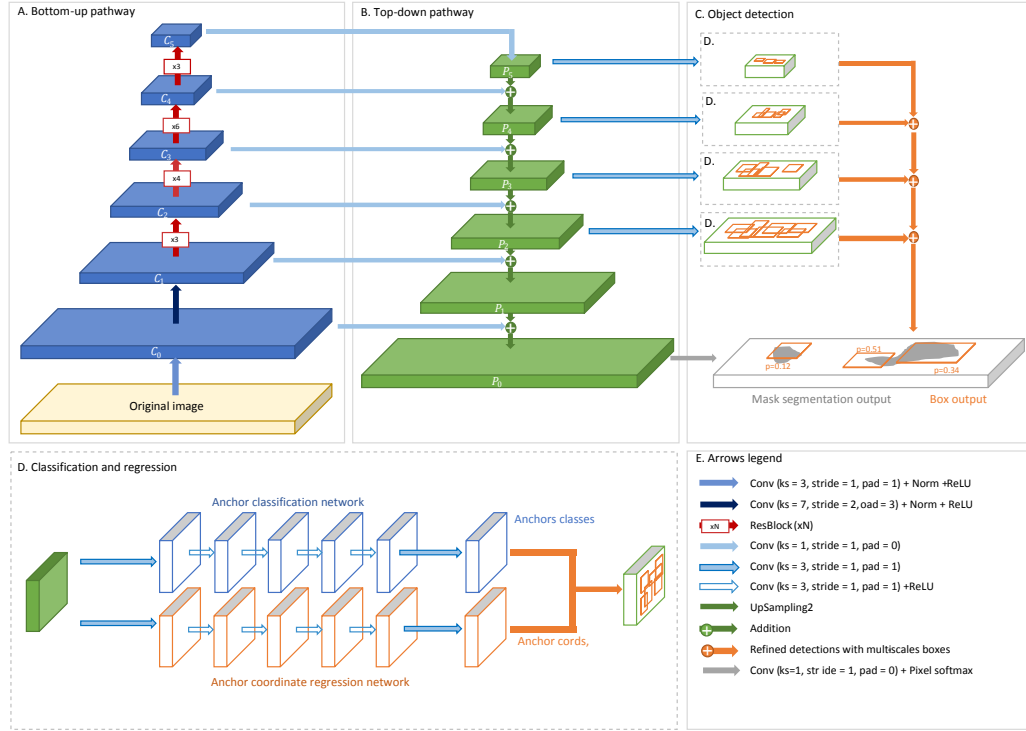 A. Bottom-up pathway
C5
x3
C4
x6
C3
x4
C2
x3
C1
C0
Original image
B. Top-down pathway
P5
P4
P3
P2
P1
P0
C. Object detection
D.
D.
D.
D.
p=0.12
p=0.51
p=0.34
Mask segmentation output
Box output
D. Classification and regression
Anchor classification network
Anchors classes
Anchor cords,
Anchor coordinate regression network
E. Arrows legend
Conv (ks = 3, stride = 1, pad = 1) + Norm +ReLU
Conv (ks = 7, stride = 2, oad = 3) + Norm + ReLU
xN ResBlock (xN)
Conv (ks = 1, stride = 1, pad = 0)
Conv (ks = 3, stride = 1, pad = 1)
Conv (ks = 3, stride = 1, pad = 1) +ReLU
UpSampling2
Addition
Refined detections with multiscales boxes
Conv (ks=1, str ide = 1, pad = 0) + Pixel softmax